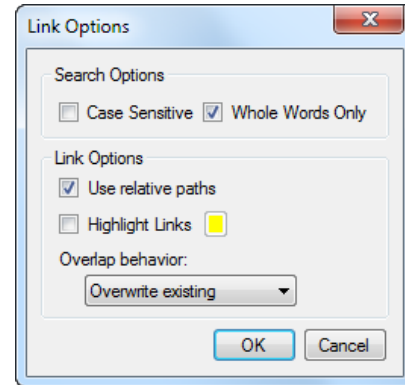 Link Options
Search Options
Case Sensitive Whole Words Only
Link Options
Use relative paths
Highlight Links
Overlap behavior:
Overwrite existing
OK Cancel